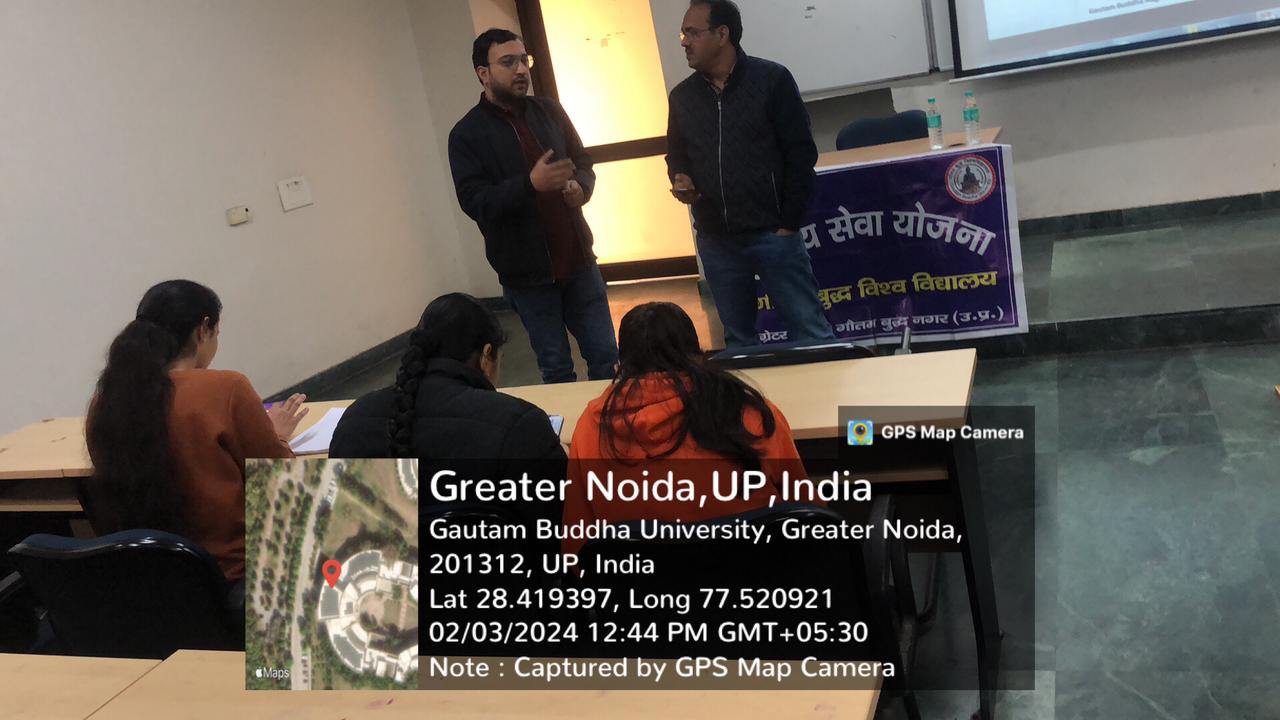 य सेवा योजना
बुद्ध विश्व विद्यालय
ग्रेटर
गौतम बुद्ध नगर (उ.प्र.)
GPS Map Camera
Greater Noida,UP,India
Gautam Buddha University, Greater Noida,
201312, UP, India
Lat 28.419397, Long 77.520921
02/03/2024 12:44 PM GMT+05:30
Note : Captured by GPS Map Camera
Maps